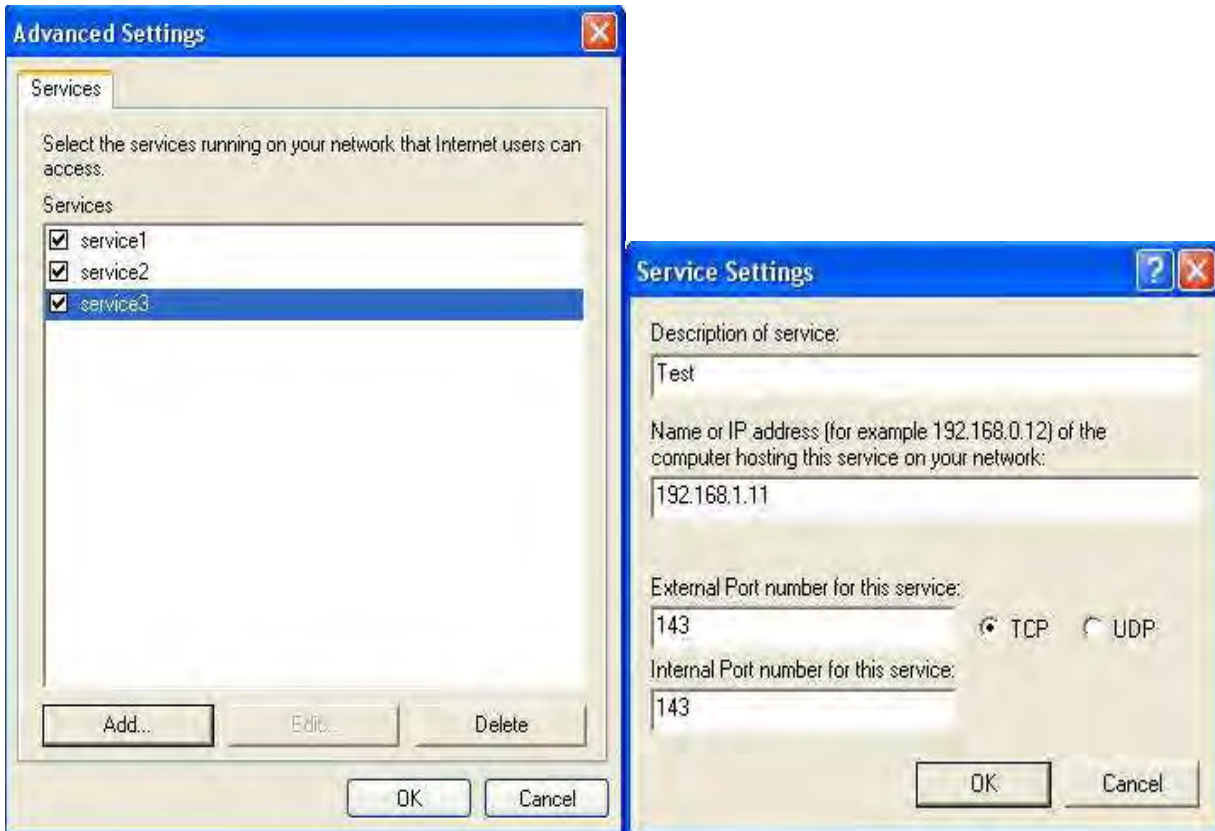 Advanced Settings
Services
Select the services running on your network that Internet users can
access.
Services
service1
service2
service3
Add...
Edit...
Delete
OK
Cancel
Service Settings
Description of service:
Test
Name or IP address (for example 192.168.0.12) of the
computer hosting this service on your network:
192.168.1.11
External Port number for this service:
143
TCP
UDP
Internal Port number for this service:
143
OK
Cancel